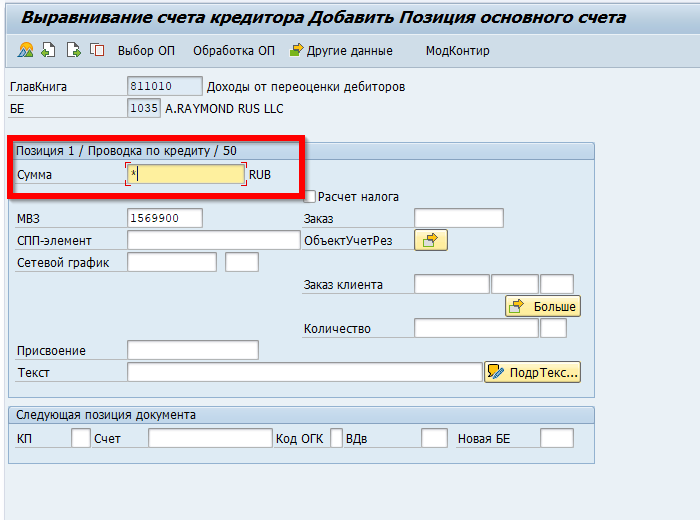 Выравнивание счета кредитора Добавить Позиция основного счета
Выбор ОП Обработка ОП Другие данные МодКонтир
ГлавКнига 811010 Доходы от переоценки дебиторов
БЕ 1035 A.RAYMOND RUS LLC
Позиция 1 / Проводка по кредиту / 50
Сумма * RUB
Расчет налога
МВЗ 1569900 Заказ
СПП-элемент ОбъектУчетРез
Сетевой график
Заказ клиента
Больше
Количество
Присвоение
Текст ПодрТекс...
Следующая позиция документа
КП Счет Код ОГК ВДв Новая БЕ